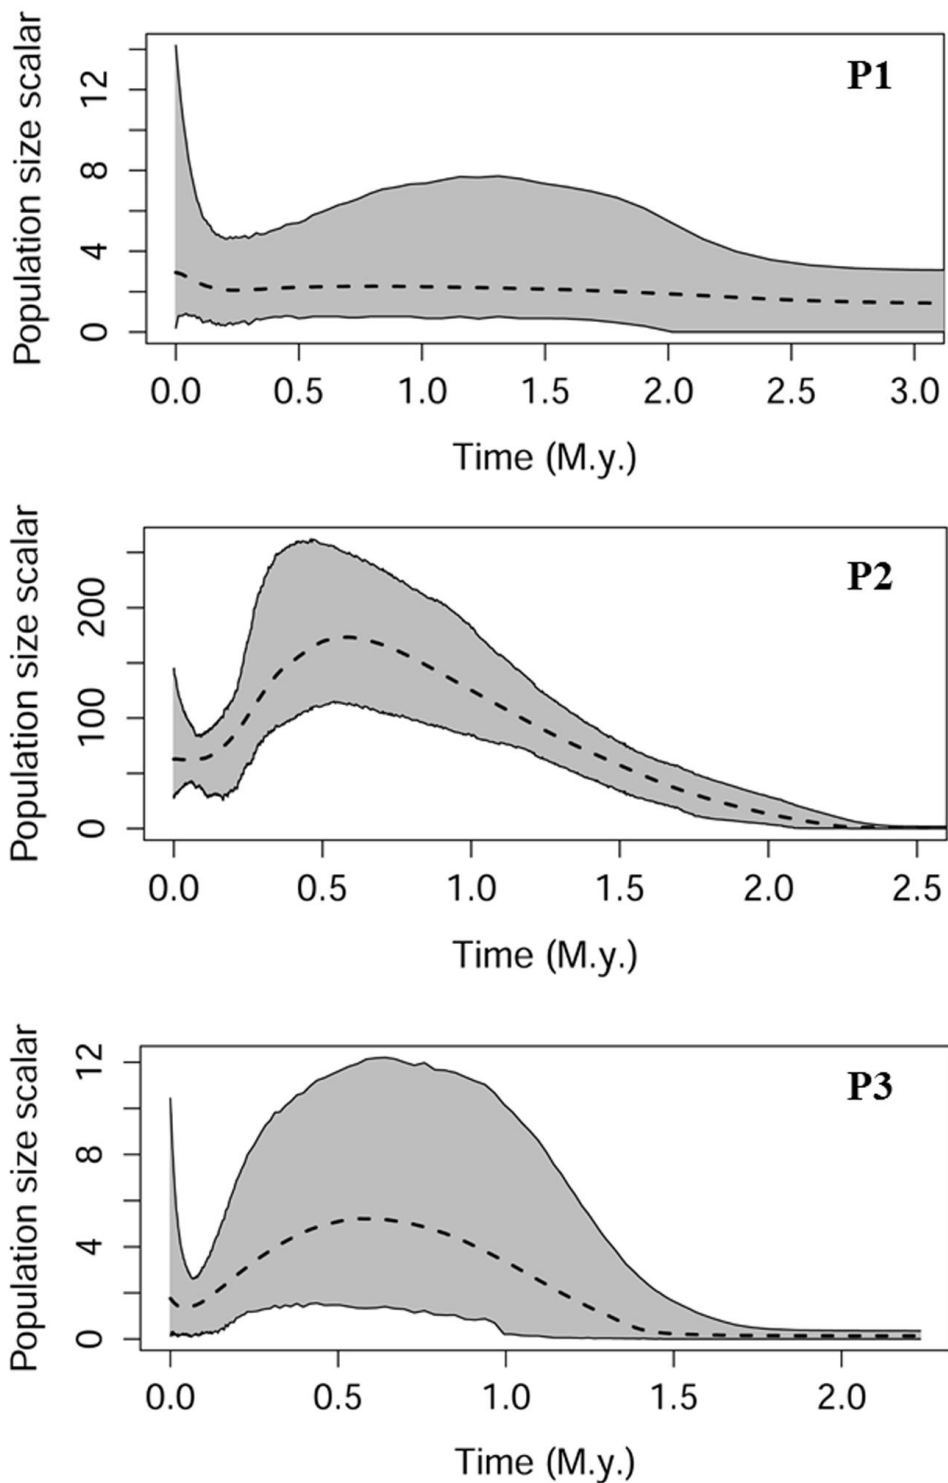 Population size scalar
P1
12
8
4
0
0.0 0.5 1.0 1.5 2.0 2.5 3.0
Time (M.y.)
Population size scalar
P2
200
100
0
0.0 0.5 1.0 1.5 2.0 2.5
Time (M.y.)
Population size scalar
P3
12
8
4
0
0.0 0.5 1.0 1.5 2.0
Time (M.y.)